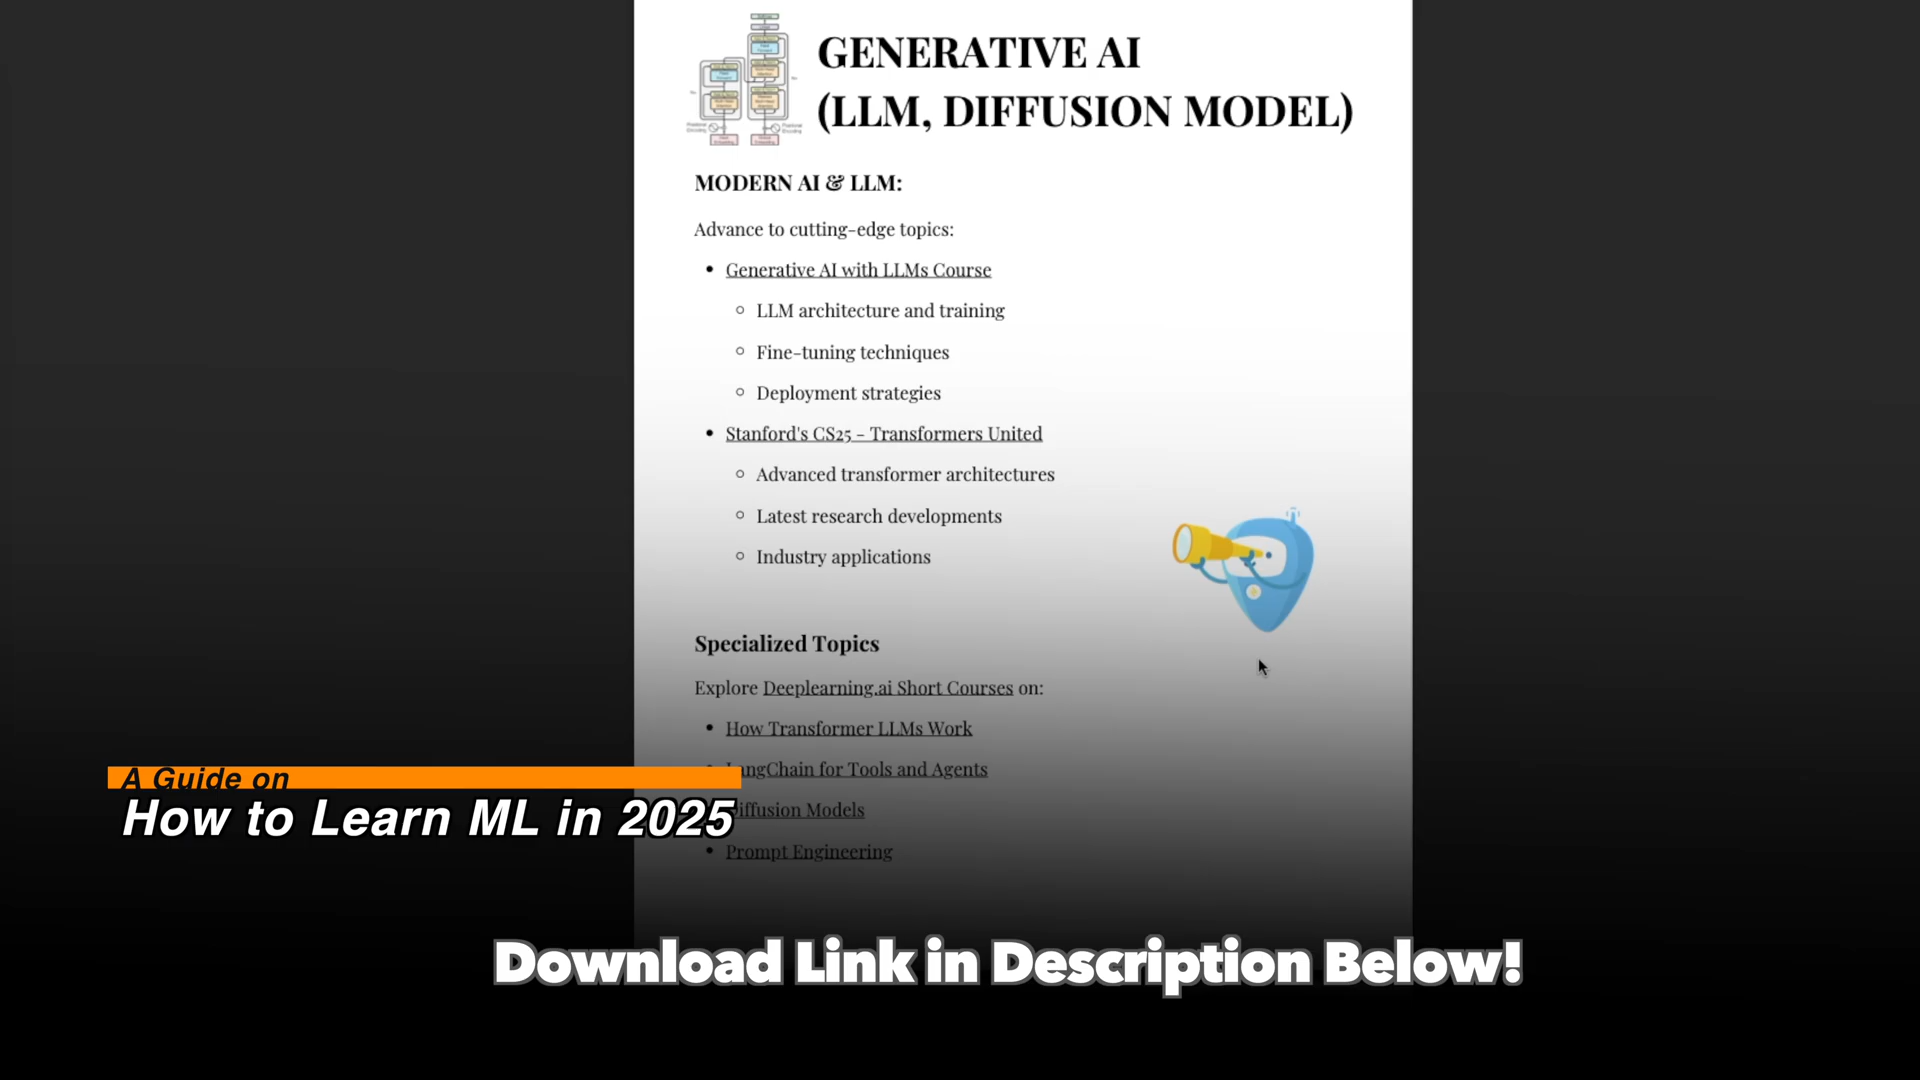 GENERATIVE AI
(LLM, DIFFUSION MODEL)
MODERN AI & LLM:
Advance to cutting-edge topics:
• Generative AI with LLMs Course
○ LLM architecture and training
○ Fine-tuning techniques
○ Deployment strategies
• Stanford's CS25 - Transformers United
○ Advanced transformer architectures
○ Latest research developments
○ Industry applications
Specialized Topics
Explore Deeplearning.ai Short Courses on:
• How Transformer LLMs Work
LangChain for Tools and Agents
Diffusion Models
• Prompt Engineering
A Guide on
How to Learn ML in 2025
Download Link in Description Below!